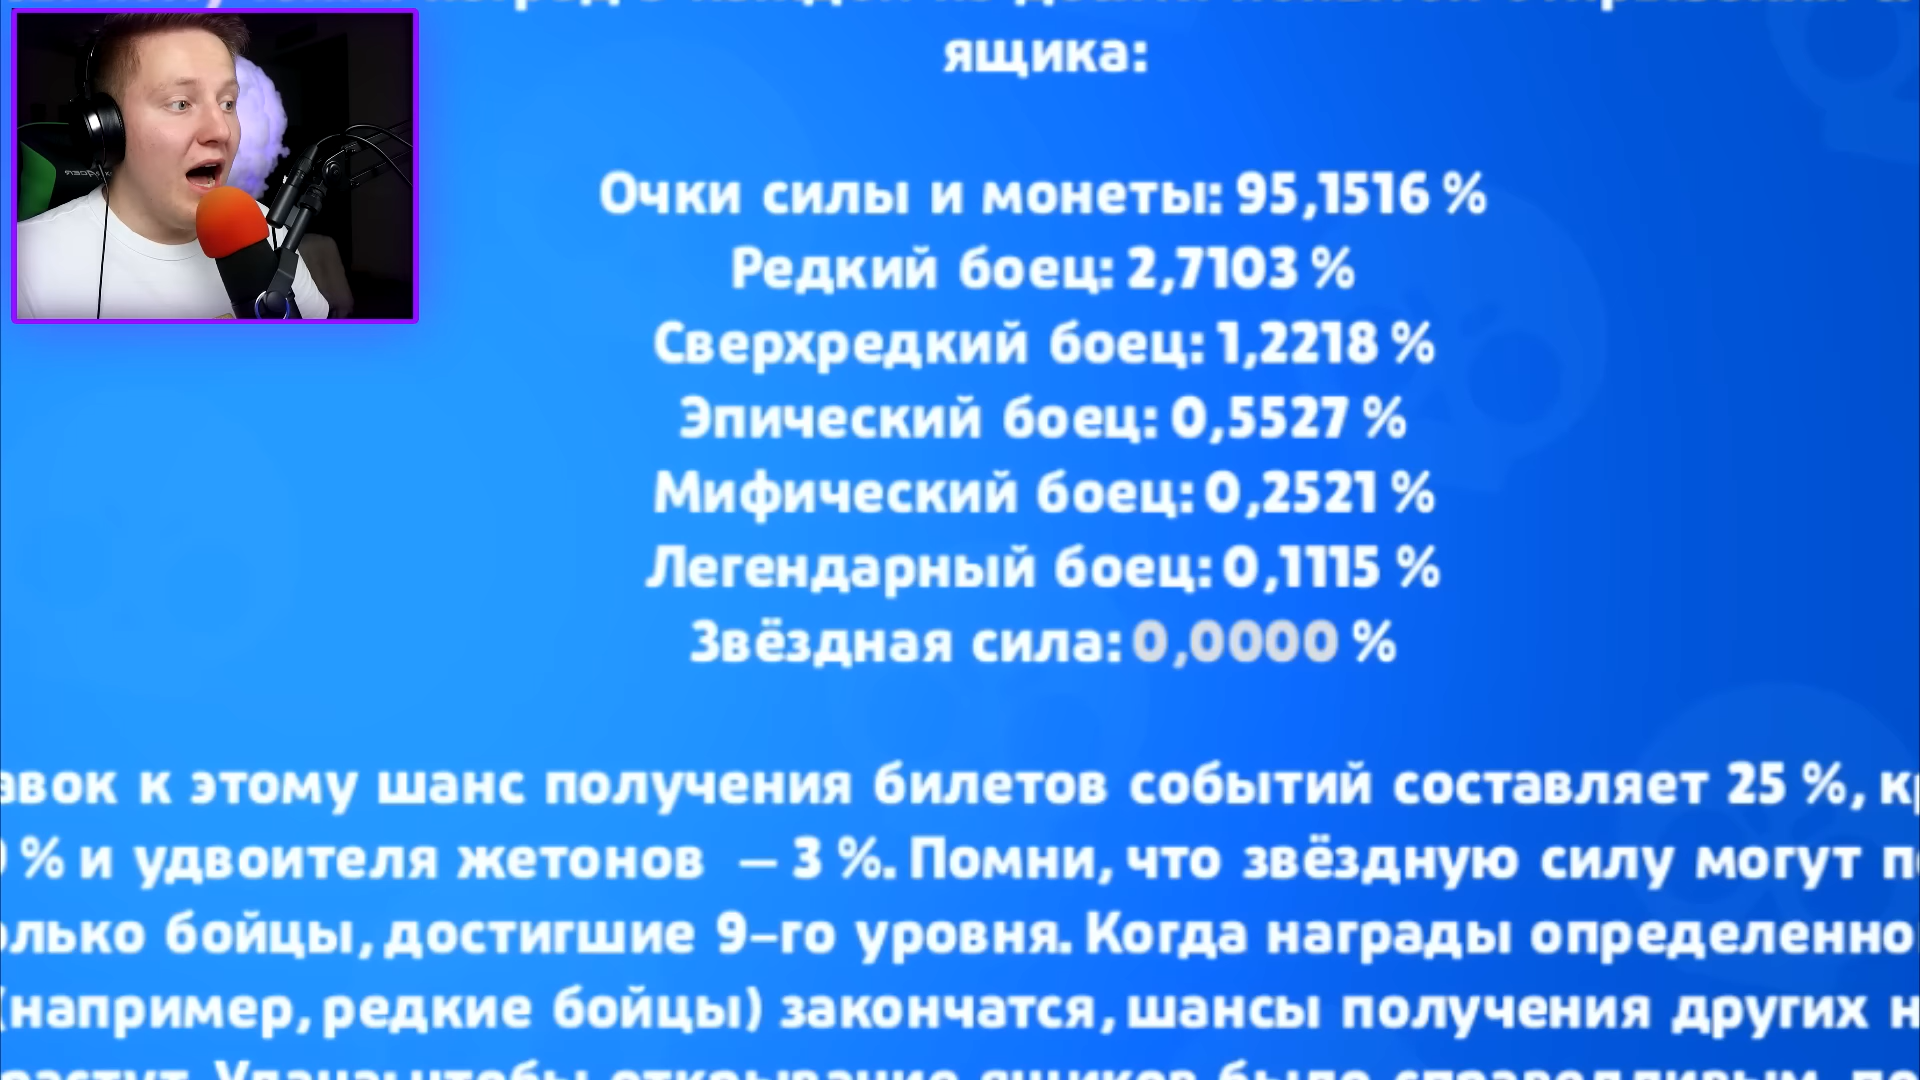 ящика:
Очки силы и монеты: 95,1516 %
Редкий боец: 2,7103 %
Сверхредкий боец: 1,2218 %
Эпический боец: 0,5527 %
Мифический боец: 0,2521 %
Легендарный боец: 0,1115 %
Звёздная сила: 0,0000 %
авок к этому шанс получения билетов событий составляет 25 %, к
% и удвоителя жетонов – 3 %. Помни, что звёздную силу могут п
олько бойцы, достигшие 9-го уровня. Когда награды определенно
(например, редкие бойцы) закончатся, шансы получения других н